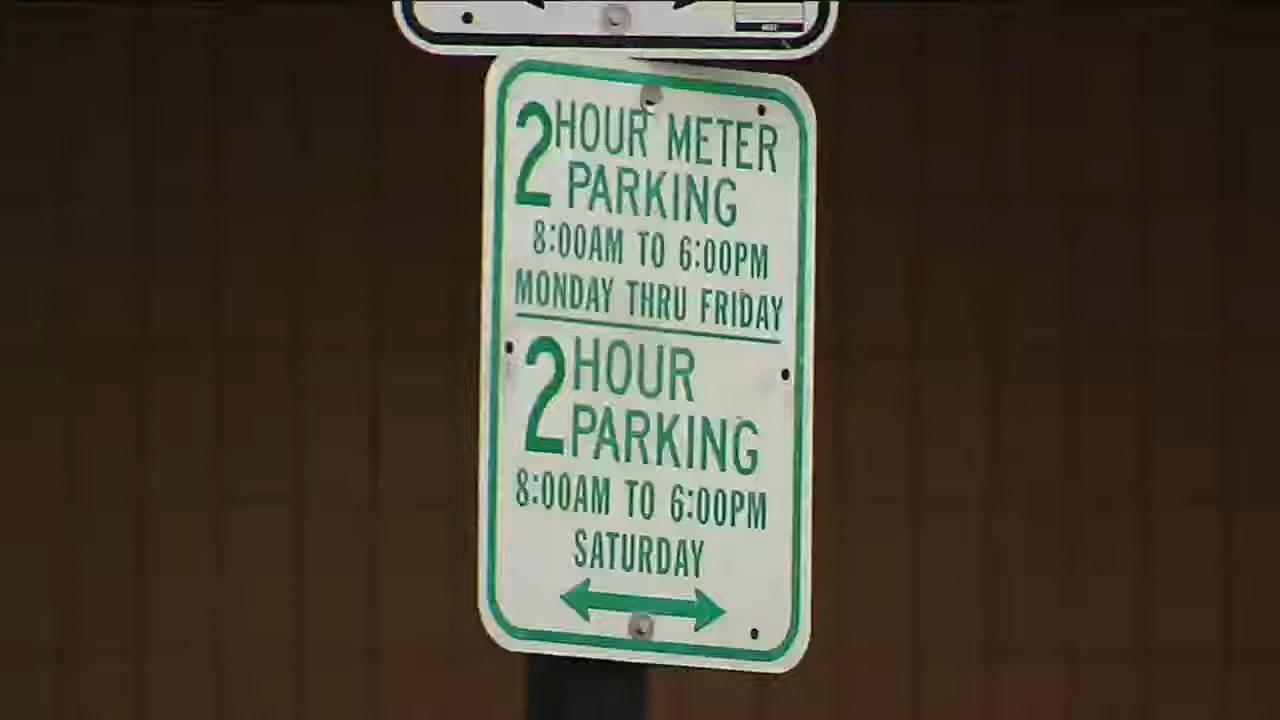 2 HOUR METER
PARKING
8:00AM TO 6:00PM
MONDAY THRU FRIDAY
2 HOUR
PARKING
8:00AM TO 6:00PM
SATURDAY